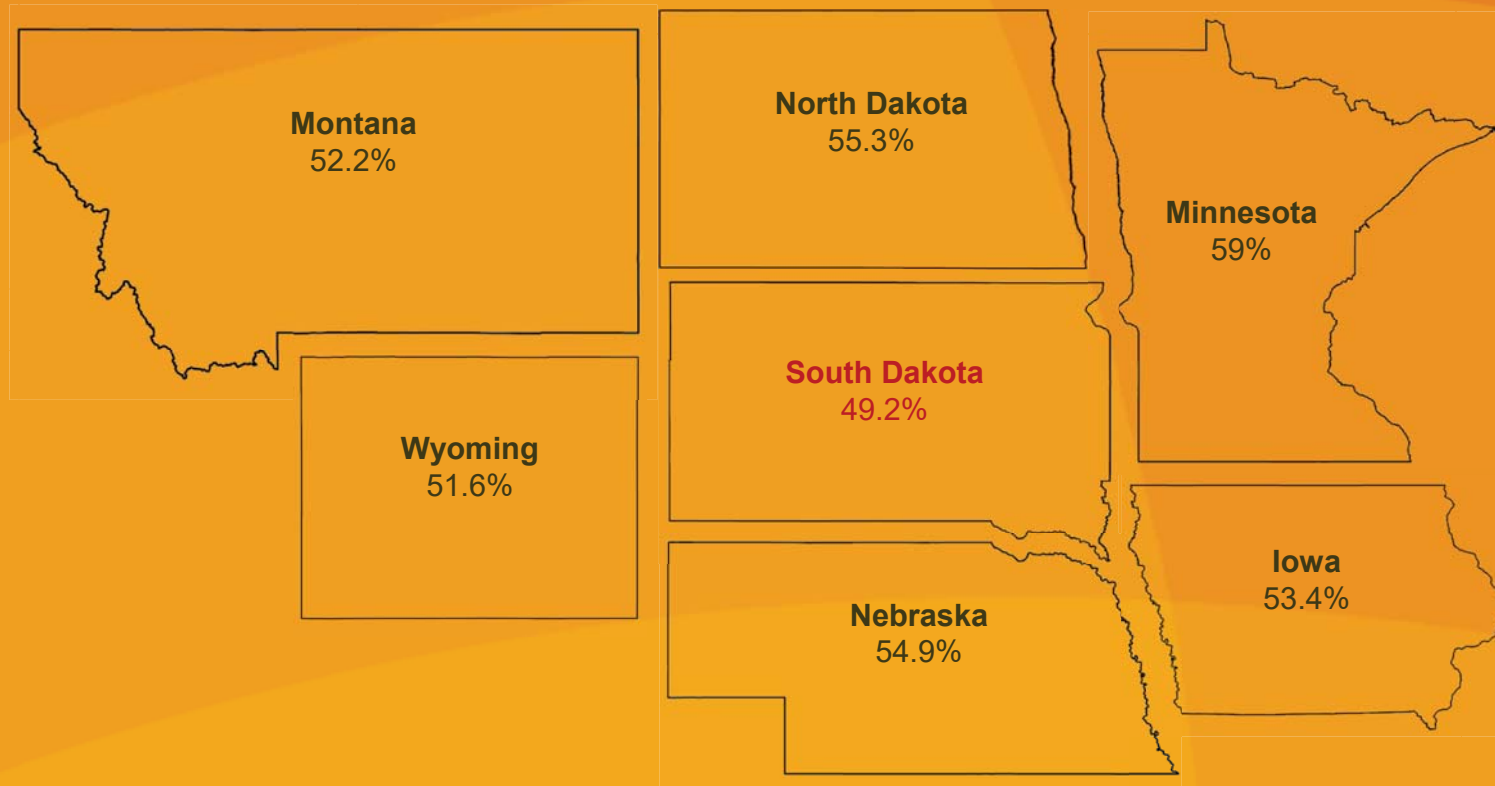 Montana
52.2%
North Dakota
55.3%
Minnesota
59%
South Dakota
49.2%
Wyoming
51.6%
Iowa
53.4%
Nebraska
54.9%